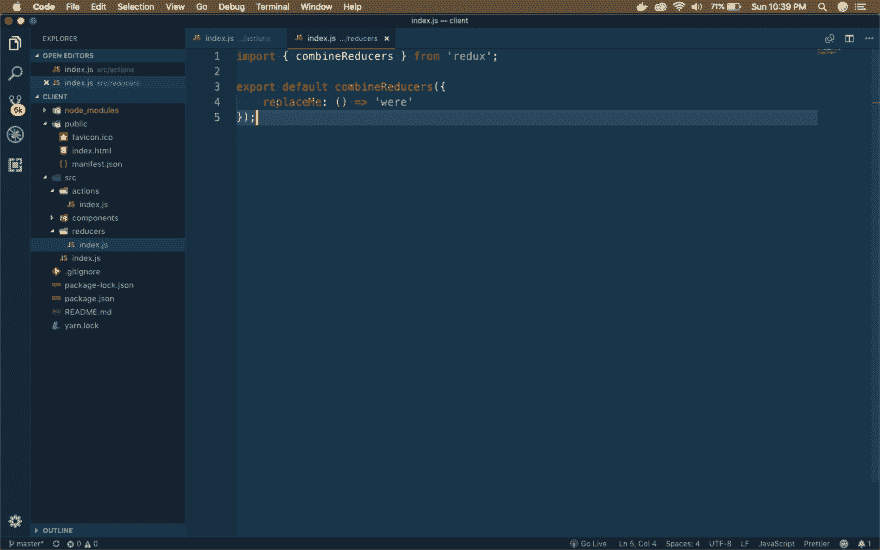 Code File Edit Selection View Go Debug Terminal Window Help 71% Sun 10:39 PM
index.js — client
EXPLORER
OPEN EDITORS
JS index.js src/actions
JS index.js src/reducers
CLIENT
node_modules
public
favicon.ico
index.html
{ } manifest.json
src
actions
JS index.js
components
reducers
JS index.js
JS index.js
.gitignore
package-lock.json
package.json
README.md
yarn.lock
OUTLINE
5k
JS index.js .../actions JS index.js .../reducers
1 import { combineReducers } from 'redux';
2
3 export default combineReducers({
4 replaceMe: () => 'were'
5 });
master* 0 0 Go Live Ln 5, Col 4 Spaces: 4 UTF-8 LF JavaScript Prettier 1